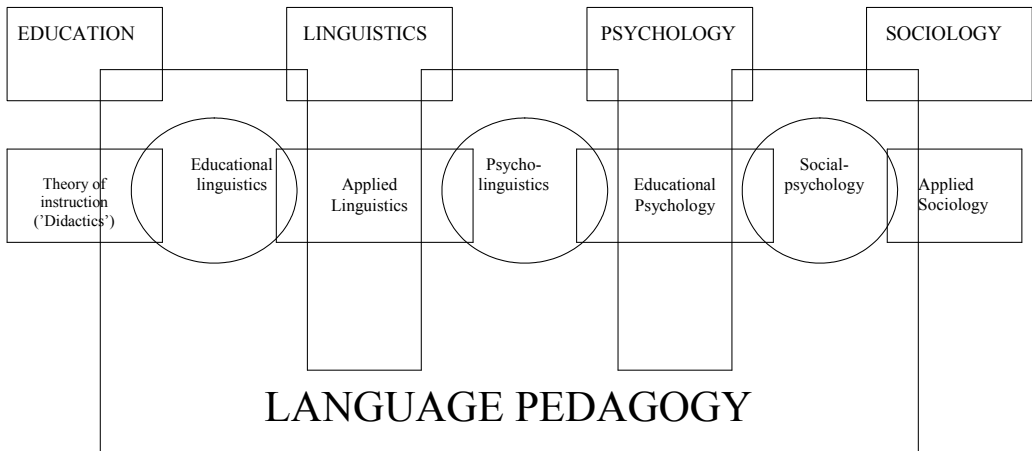 EDUCATION
LINGUISTICS
PSYCHOLOGY
SOCIOLOGY
Theory of
instruction
(’Didactics’)
Educational
linguistics
Applied
Linguistics
Psycho-
linguistics
Educational
Psychology
Social-
psychology
Applied
Sociology
LANGUAGE PEDAGOGY